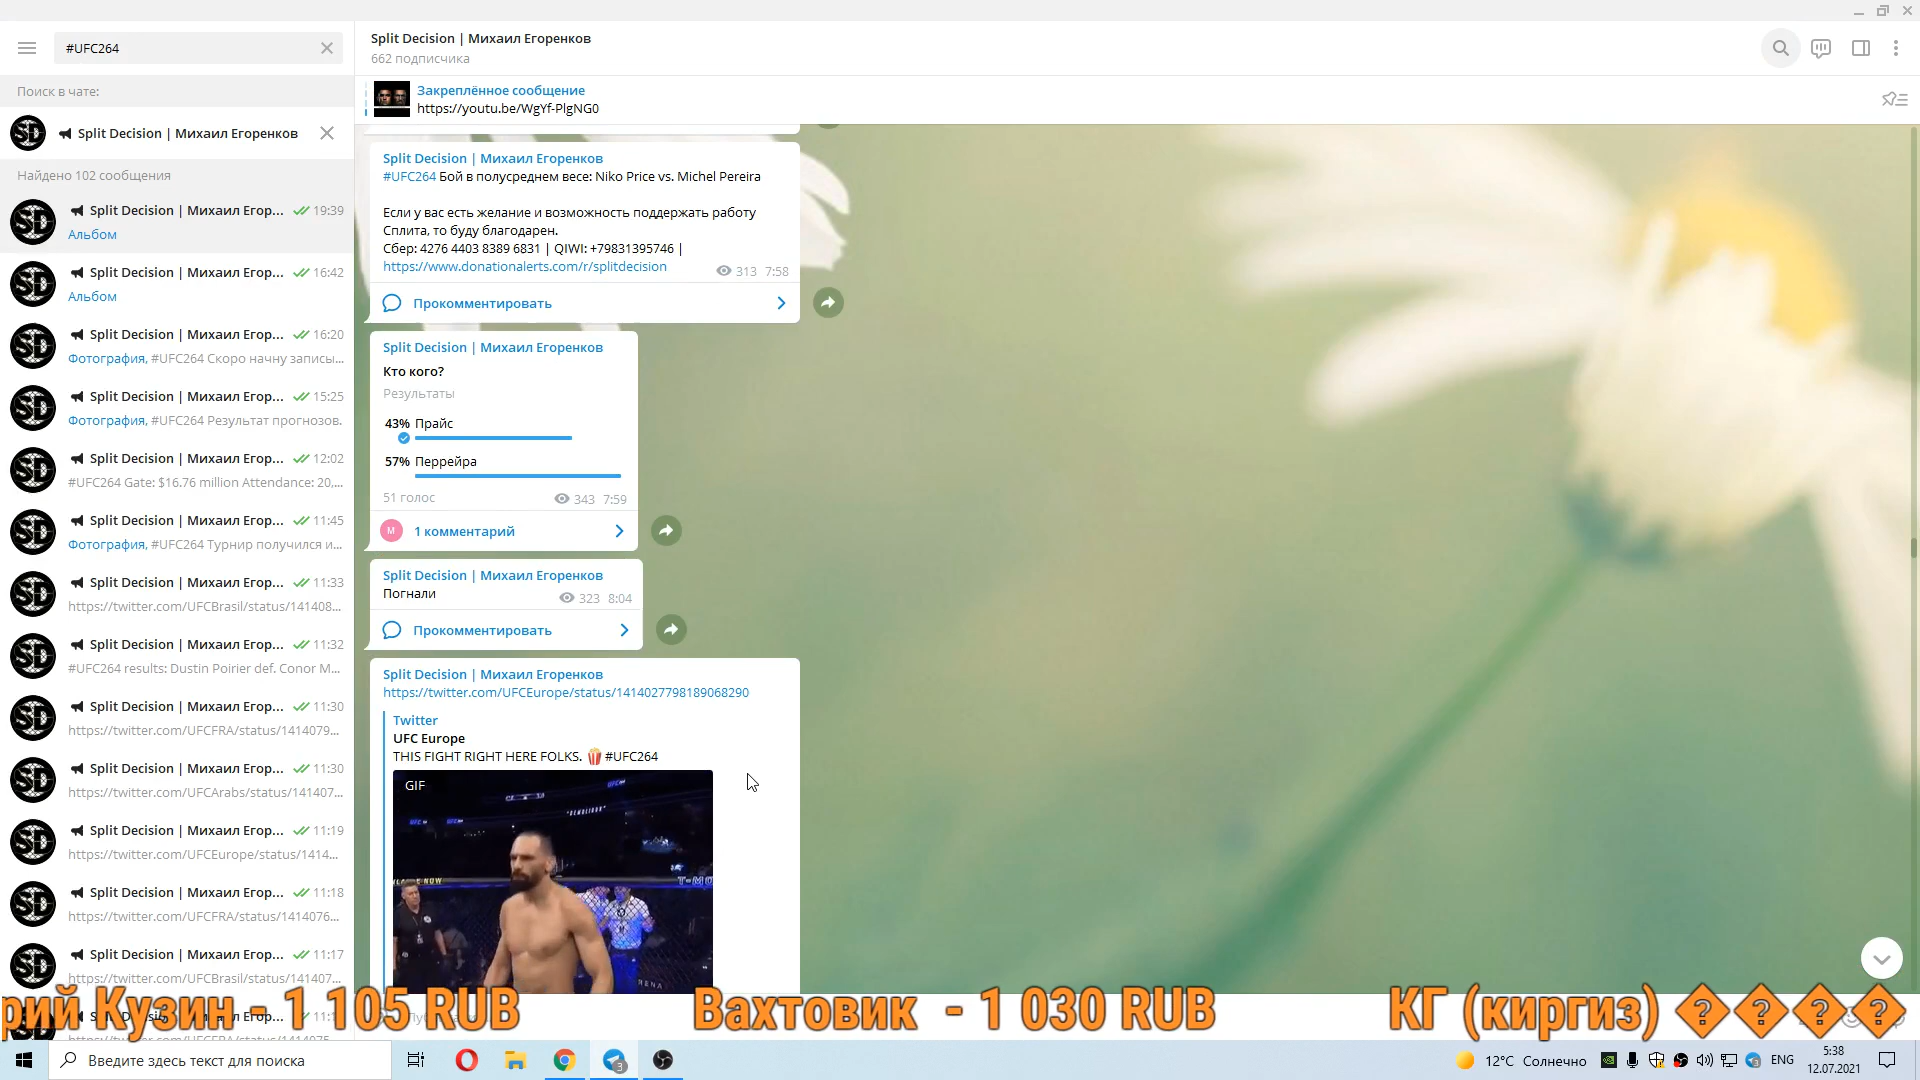 #UFC264
Поиск в чате:
Split Decision | Михаил Егоренков
Найдено 102 сообщения
Split Decision | Михаил Егор... 19:39
Альбом
Split Decision | Михаил Егор... 16:42
Альбом
Split Decision | Михаил Егор... 16:20
Фотография, #UFC264 Скоро начну записы...
Split Decision | Михаил Егор... 15:25
Фотография, #UFC264 Результат прогнозов.
Split Decision | Михаил Егор... 12:02
#UFC264 Gate: $16.76 million Attendance: 20,...
Split Decision | Михаил Егор... 11:45
Фотография, #UFC264 Турнир получился и...
Split Decision | Михаил Егор... 11:33
https://twitter.com/UFCBrasil/status/141408...
Split Decision | Михаил Егор... 11:32
#UFC264 results: Dustin Poirier def. Conor M...
Split Decision | Михаил Егор... 11:30
https://twitter.com/UFCFRA/status/1414079...
Split Decision | Михаил Егор... 11:30
https://twitter.com/UFCArabs/status/141407...
Split Decision | Михаил Егор... 11:19
https://twitter.com/UFCEurope/status/1414...
Split Decision | Михаил Егор... 11:18
https://twitter.com/UFCFRA/status/1414076...
Split Decision | Михаил Егор... 11:17
https://twitter.com/UFCBrasil/status/141407...
Split Decision | Михаил Егоренков
662 подписчика
Закреплённое сообщение
https://youtu.be/WgYf-PlgNG0
Split Decision | Михаил Егоренков
#UFC264 Бой в полусреднем весе: Niko Price vs. Michel Pereira
Если у вас есть желание и возможность поддержать работу
Сплита, то буду благодарен.
Сбер: 4276 4403 8389 6831 | QIWI: +79831395746 |
https://www.donationalerts.com/r/splitdecision 313 7:58
Прокомментировать
Split Decision | Михаил Егоренков
Кто кого?
Результаты
43% Прайс
57% Перрейра
51 голос 343 7:59
М 1 комментарий
Split Decision | Михаил Егоренков
Погнали 323 8:04
Прокомментировать
Split Decision | Михаил Егоренков
https://twitter.com/UFCEurope/status/1414027798189068290
Twitter
UFC Europe
THIS FIGHT RIGHT HERE FOLKS. 🍿 #UFC264
GIF
рий Кузин - 1 105 RUB Вахтовик - 1 030 RUB КГ (киргиз) ����
Введите здесь текст для поиска
3
12°C Солнечно
ENG
5:38
12.07.2021